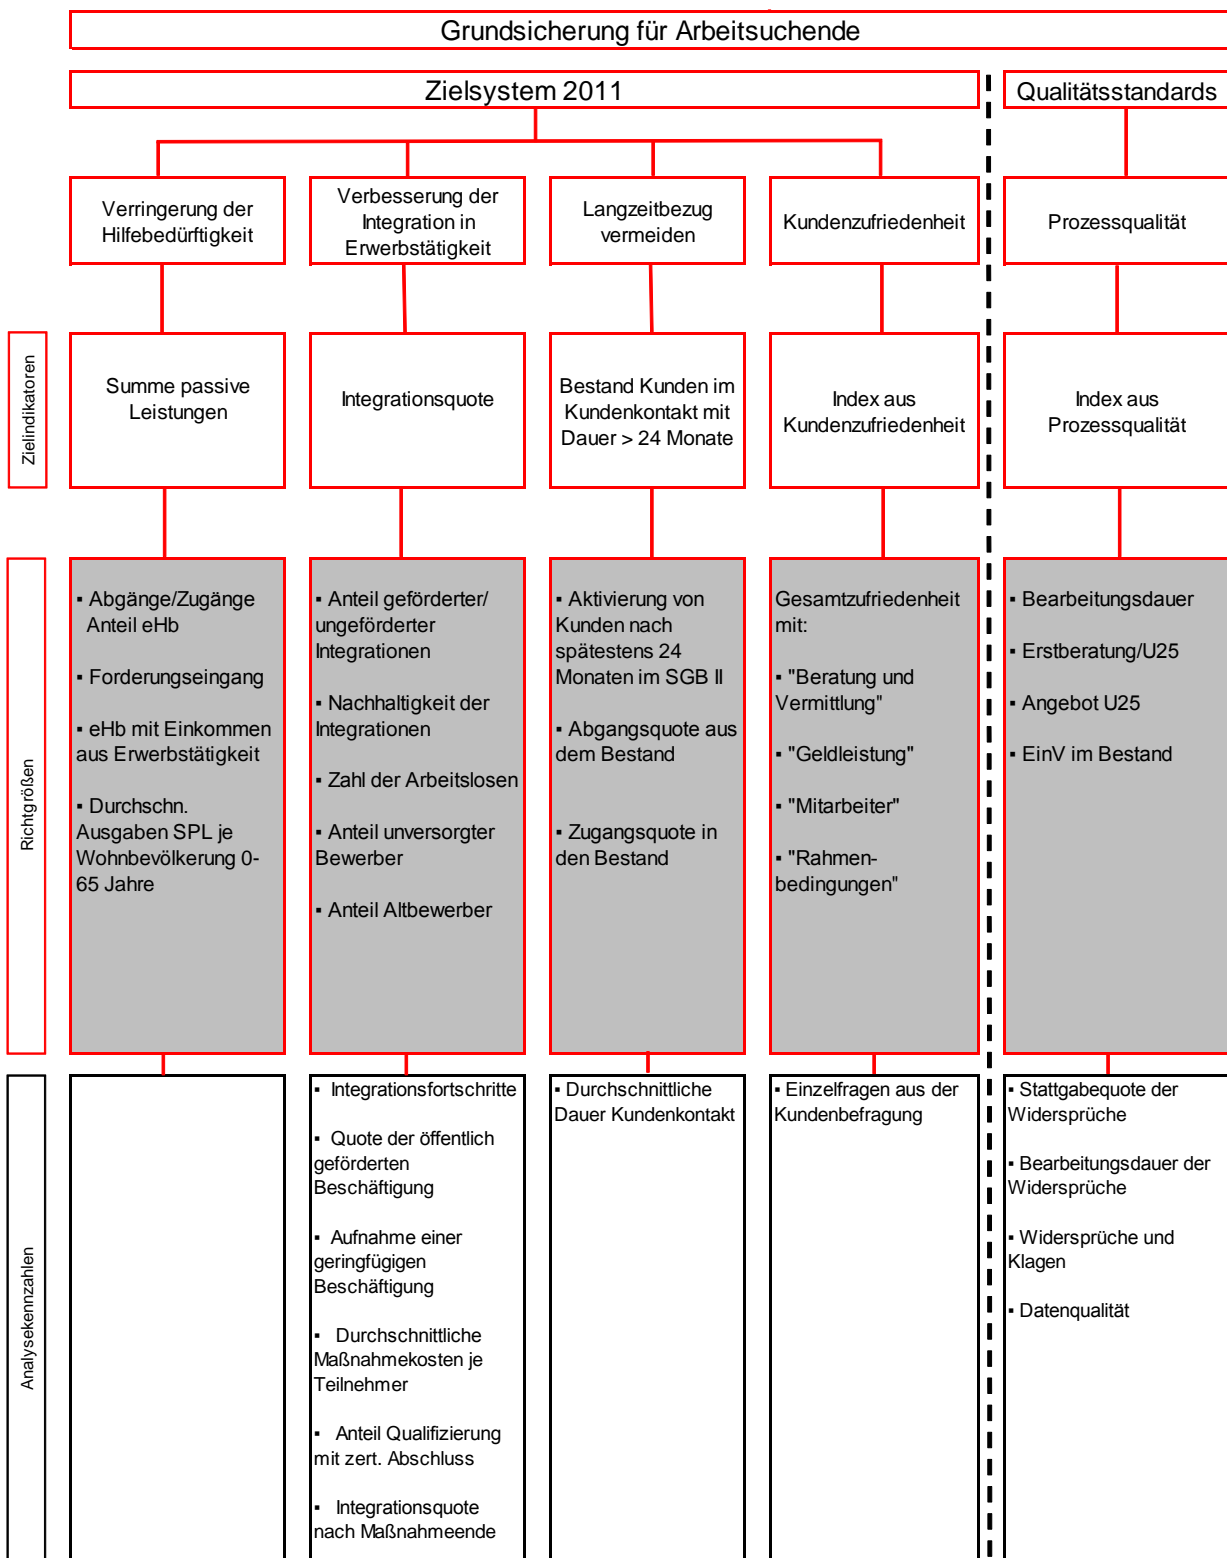 Grundsicherung für Arbeitsuchende
Zielsystem 2011
Qualitätsstandards
Verringerung der
Hilfebedürftigkeit
Verbesserung der
Integration in
Erwerbstätigkeit
Langzeitbezug
vermeiden
Kundenzufriedenheit
Prozessqualität
Zielindikatoren
Summe passive
Leistungen
Integrationsquote
Bestand Kunden im
Kundenkontakt mit
Dauer > 24 Monate
Index aus
Kundenzufriedenheit
Index aus
Prozessqualität
Richtgrößen
▪ Abgänge/Zugänge
Anteil eHb
▪ Forderungseingang
▪ eHb mit Einkommen
aus Erwerbstätigkeit
▪ Durchschn.
Ausgaben SPL je
Wohnbevölkerung 0-
65 Jahre
▪ Anteil geförderter/
ungeförderter
Integrationen
▪ Nachhaltigkeit der
Integrationen
▪ Zahl der Arbeitslosen
▪ Anteil unversorgter
Bewerber
▪ Anteil Altbewerber
▪ Aktivierung von
Kunden nach
spätestens 24
Monaten im SGB II
▪ Abgangsquote aus
dem Bestand
▪ Zugangsquote in
den Bestand
Gesamtzufriedenheit
mit:
▪ "Beratung und
Vermittlung"
▪ "Geldleistung"
▪ "Mitarbeiter"
▪ "Rahmen-
bedingungen"
▪ Bearbeitungsdauer
▪ Erstberatung/U25
▪ Angebot U25
▪ EinV im Bestand
Analysekennzahlen
▪ Integrationsfortschritte
▪ Quote der öffentlich
geförderten
Beschäftigung
▪ Aufnahme einer
geringfügigen
Beschäftigung
▪ Durchschnittliche
Maßnahmekosten je
Teilnehmer
▪ Anteil Qualifizierung
mit zert. Abschluss
▪ Integrationsquote
nach Maßnahmeende
▪ Durchschnittliche
Dauer Kundenkontakt
▪ Einzelfragen aus der
Kundenbefragung
▪ Stattgabequote der
Widersprüche
▪ Bearbeitungsdauer der
Widersprüche
▪ Widersprüche und
Klagen
▪ Datenqualität